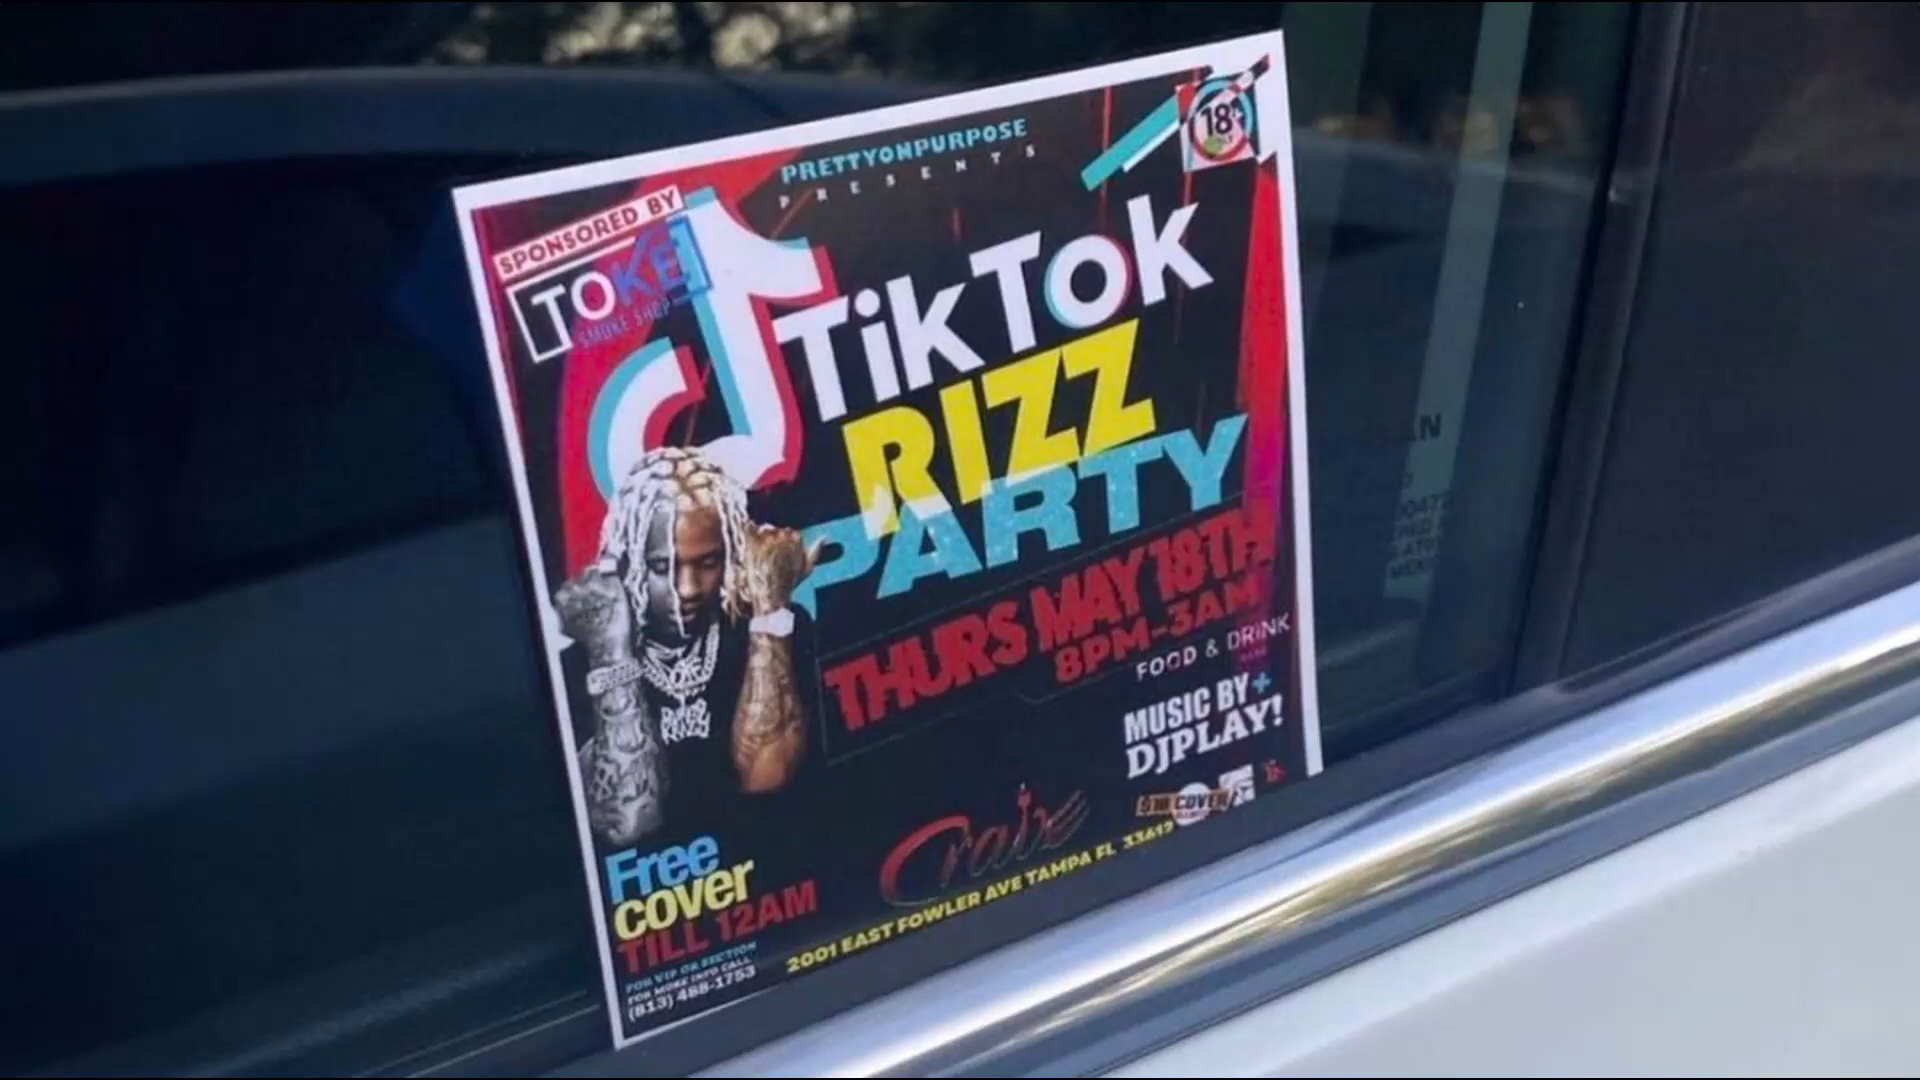 PRETTYONPURPOSE
PRESENTS
18+
SPONSORED BY
TOKE
SMOKE SHOP
TikTok
RIZZ
PARTY
THURS MAY 18TH
8PM-3AM
FOOD & DRINK
MUSIC BY
DJPLAY!
Craze
2001 EAST FOWLER AVE TAMPA FL 33612
Free
cover
TILL 12AM
FOR VIP OR SECTION
FOR MORE INFO CALL
(813) 488-1753